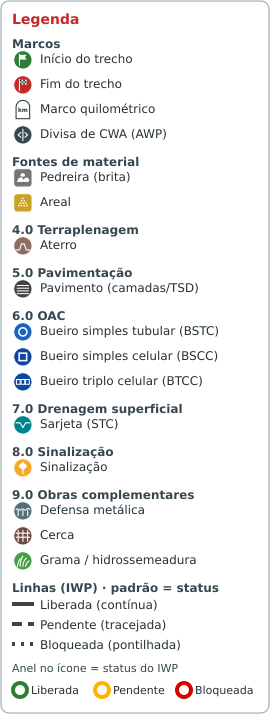 Legenda
Marcos
Início do trecho
Fim do trecho
km
Marco quilométrico
Divisa de CWA (AWP)
Fontes de material
Pedreira (brita)
Areal
4.0 Terraplenagem
Aterro
5.0 Pavimentação
Pavimento (camadas/TSD)
6.0 OAC
Bueiro simples tubular (BSTC)
Bueiro simples celular (BSCC)
Bueiro triplo celular (BTCC)
7.0 Drenagem superficial
Sarjeta (STC)
8.0 Sinalização
Sinalização
9.0 Obras complementares
Defensa metálica
Cerca
Grama / hidrossemeadura
Linhas (IWP) · padrão = status
Liberada (contínua)
Pendente (tracejada)
Bloqueada (pontilhada)
Anel no ícone = status do IWP
Liberada Pendente Bloqueada